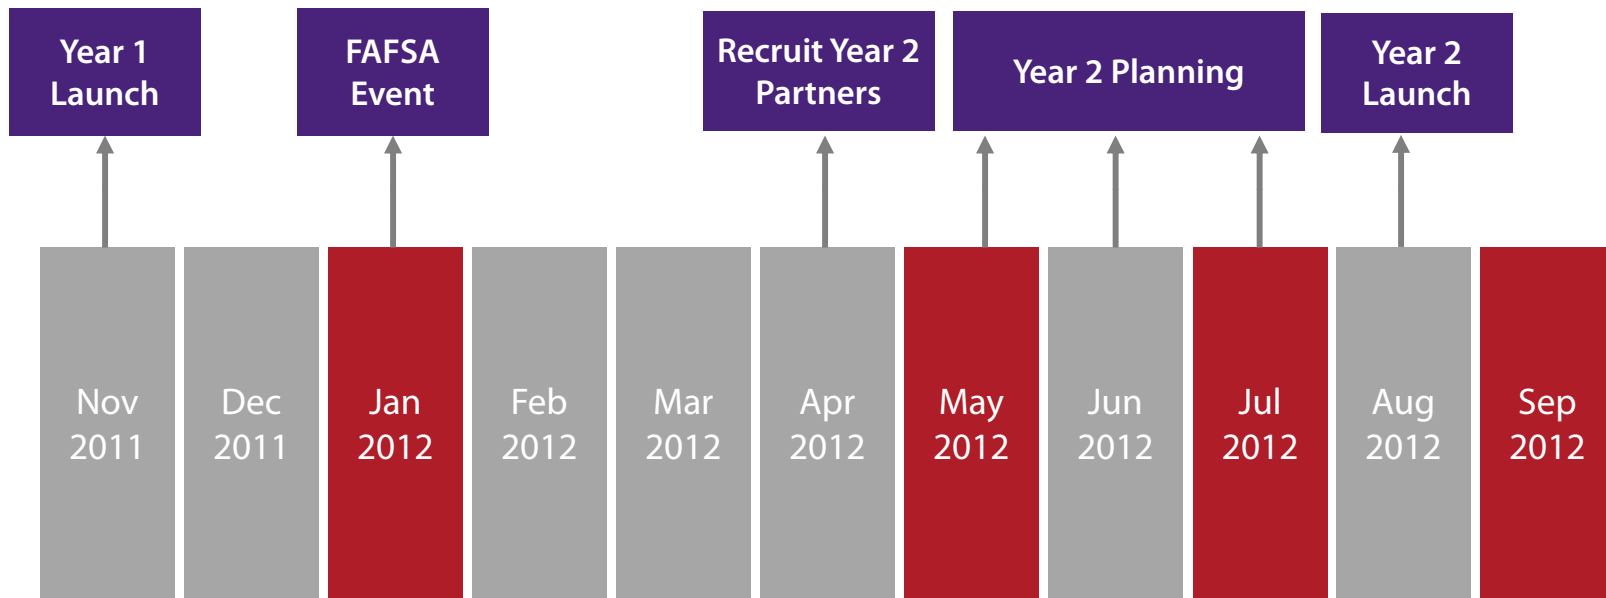 Year 1
Launch
FAFSA
Event
Recruit Year 2
Partners
Year 2 Planning
Year 2
Launch
Nov
2011
Dec
2011
Jan
2012
Feb
2012
Mar
2012
Apr
2012
May
2012
Jun
2012
Jul
2012
Aug
2012
Sep
2012